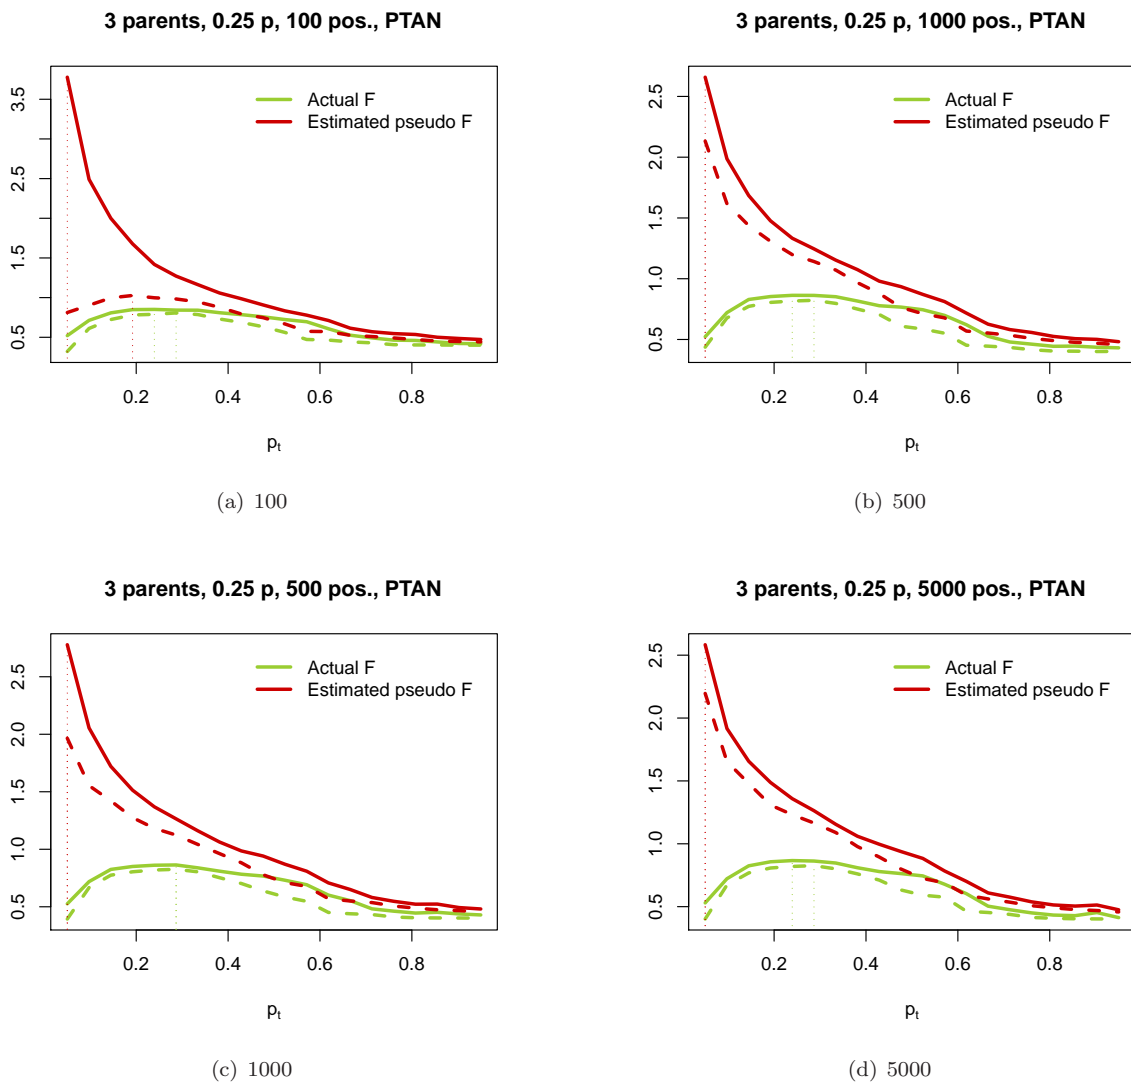 3 parents, 0.25 p, 100 pos., PTAN
Actual F
Estimated pseudo F
0.5
1.5
2.5
3.5
0.2 0.4 0.6 0.8
pt
(a) 100
3 parents, 0.25 p, 1000 pos., PTAN
Actual F
Estimated pseudo F
0.5 1.0 1.5 2.0 2.5
0.2 0.4 0.6 0.8
pt
(b) 500
3 parents, 0.25 p, 500 pos., PTAN
Actual F
Estimated pseudo F
0.5 1.0 1.5 2.0 2.5
0.2 0.4 0.6 0.8
pt
(c) 1000
3 parents, 0.25 p, 5000 pos., PTAN
Actual F
Estimated pseudo F
0.5 1.0 1.5 2.0 2.5
0.2 0.4 0.6 0.8
pt
(d) 5000